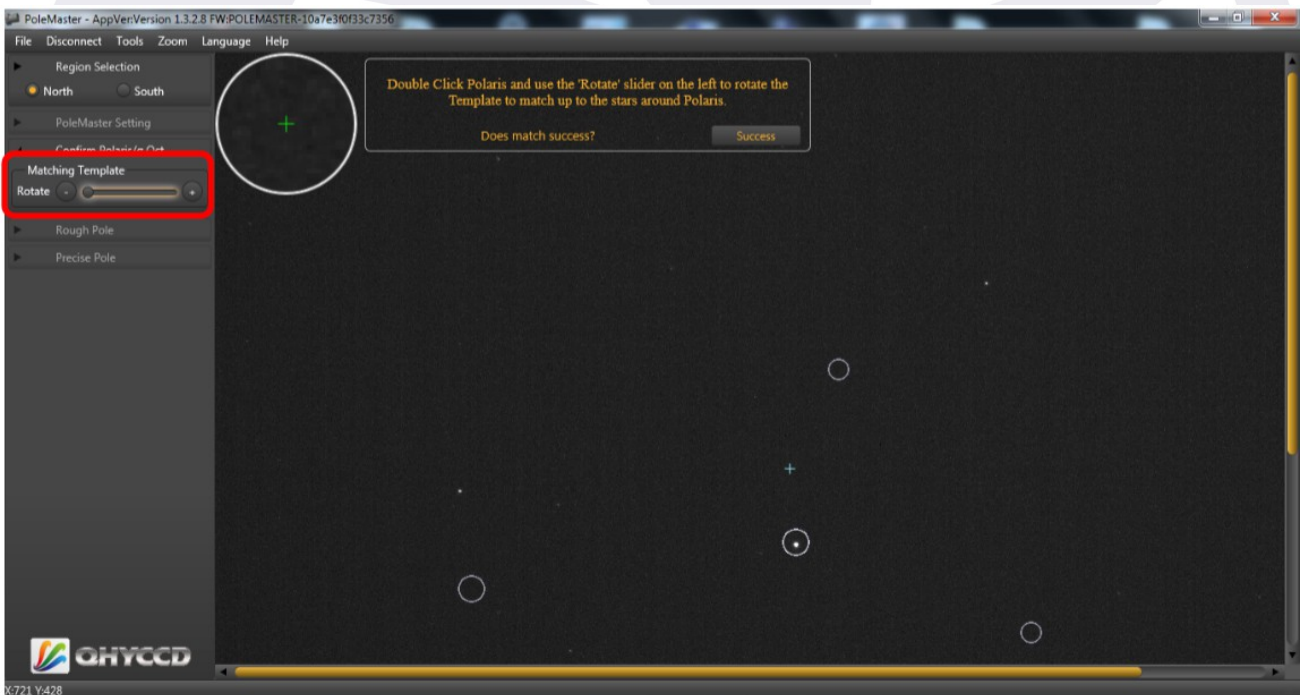 PoleMaster - AppVer:Version 1.3.2.8 FW:POLEMASTER-10a7e3f0f33c7356
File Disconnect Tools Zoom Language Help
Region Selection
North South
PoleMaster Setting
Confirm Polaris/σ Oct
Matching Template
Rotate - +
Rough Pole
Precise Pole
Double Click Polaris and use the 'Rotate' slider on the left to rotate the
Template to match up to the stars around Polaris.
Does match success? Success
QHYCCD
X:721 Y:428